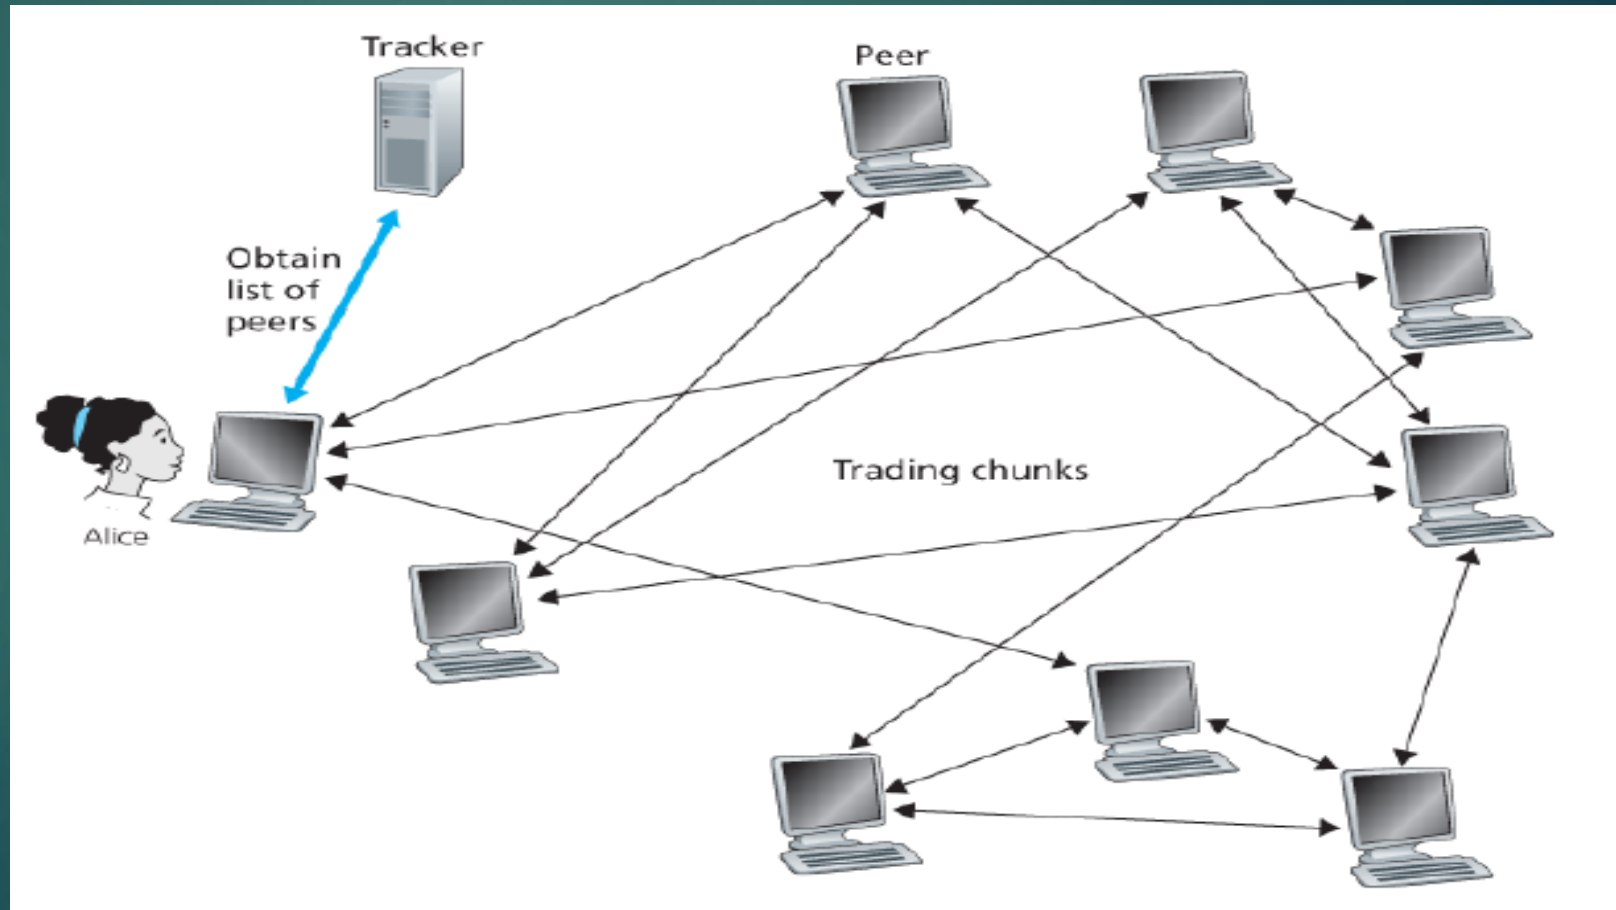 Tracker
Peer
Obtain
list of
peers
Trading chunks
Alice